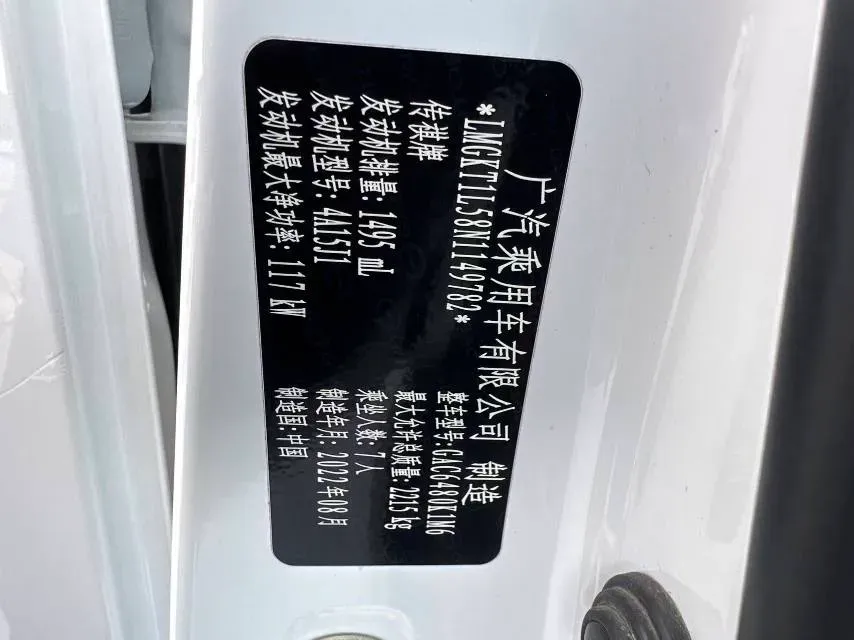 广汽乘用车有限公司 制造
*LMGKT1L58N1149782*
传祺牌 整车型号:GAC6480K1M6
发动机排量:1495 ml 最大允许总质量:2215 kg
发动机型号:4A15J1 乘坐人数:7人
发动机最大净功率:117 kW 制造年月:2022年08月
制造国:中国